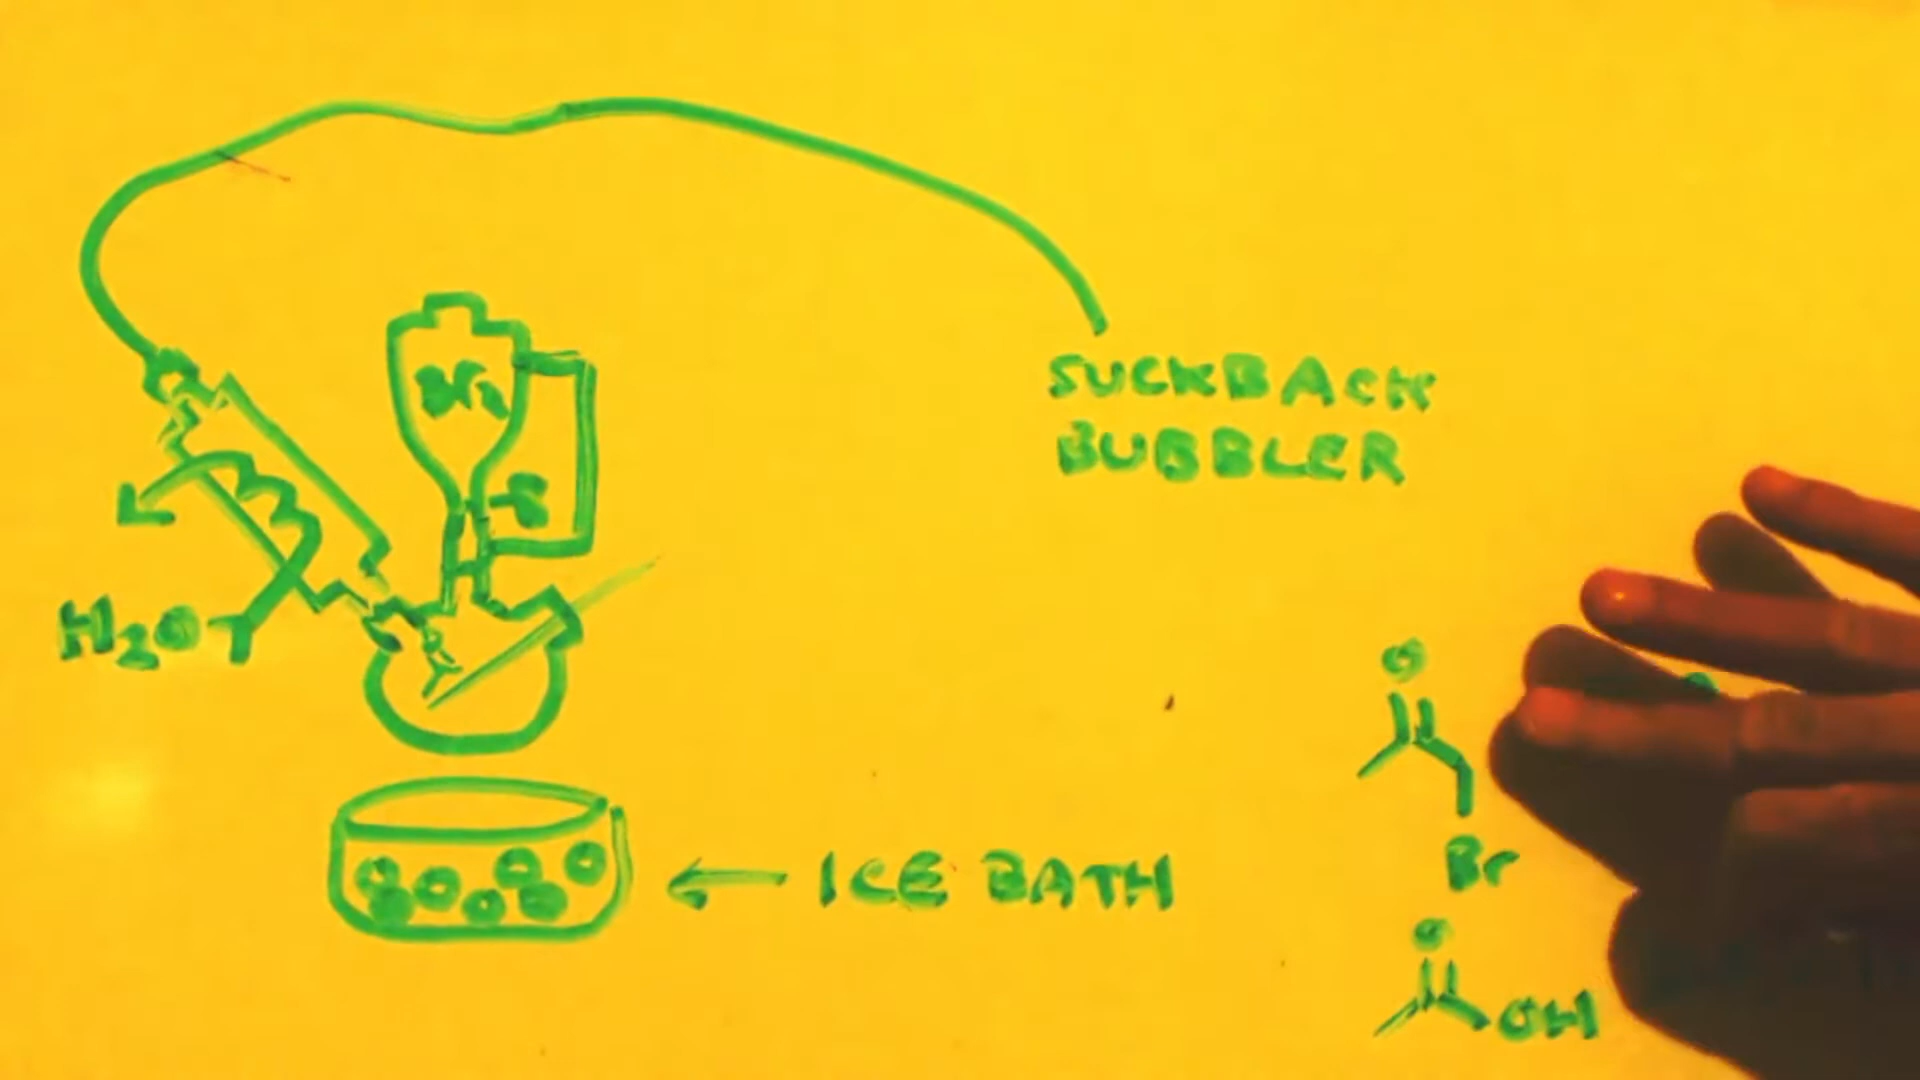 Br₂
SUCKBACK
BUBBLER
H₂O
O
Br
ICE BATH
O
OH